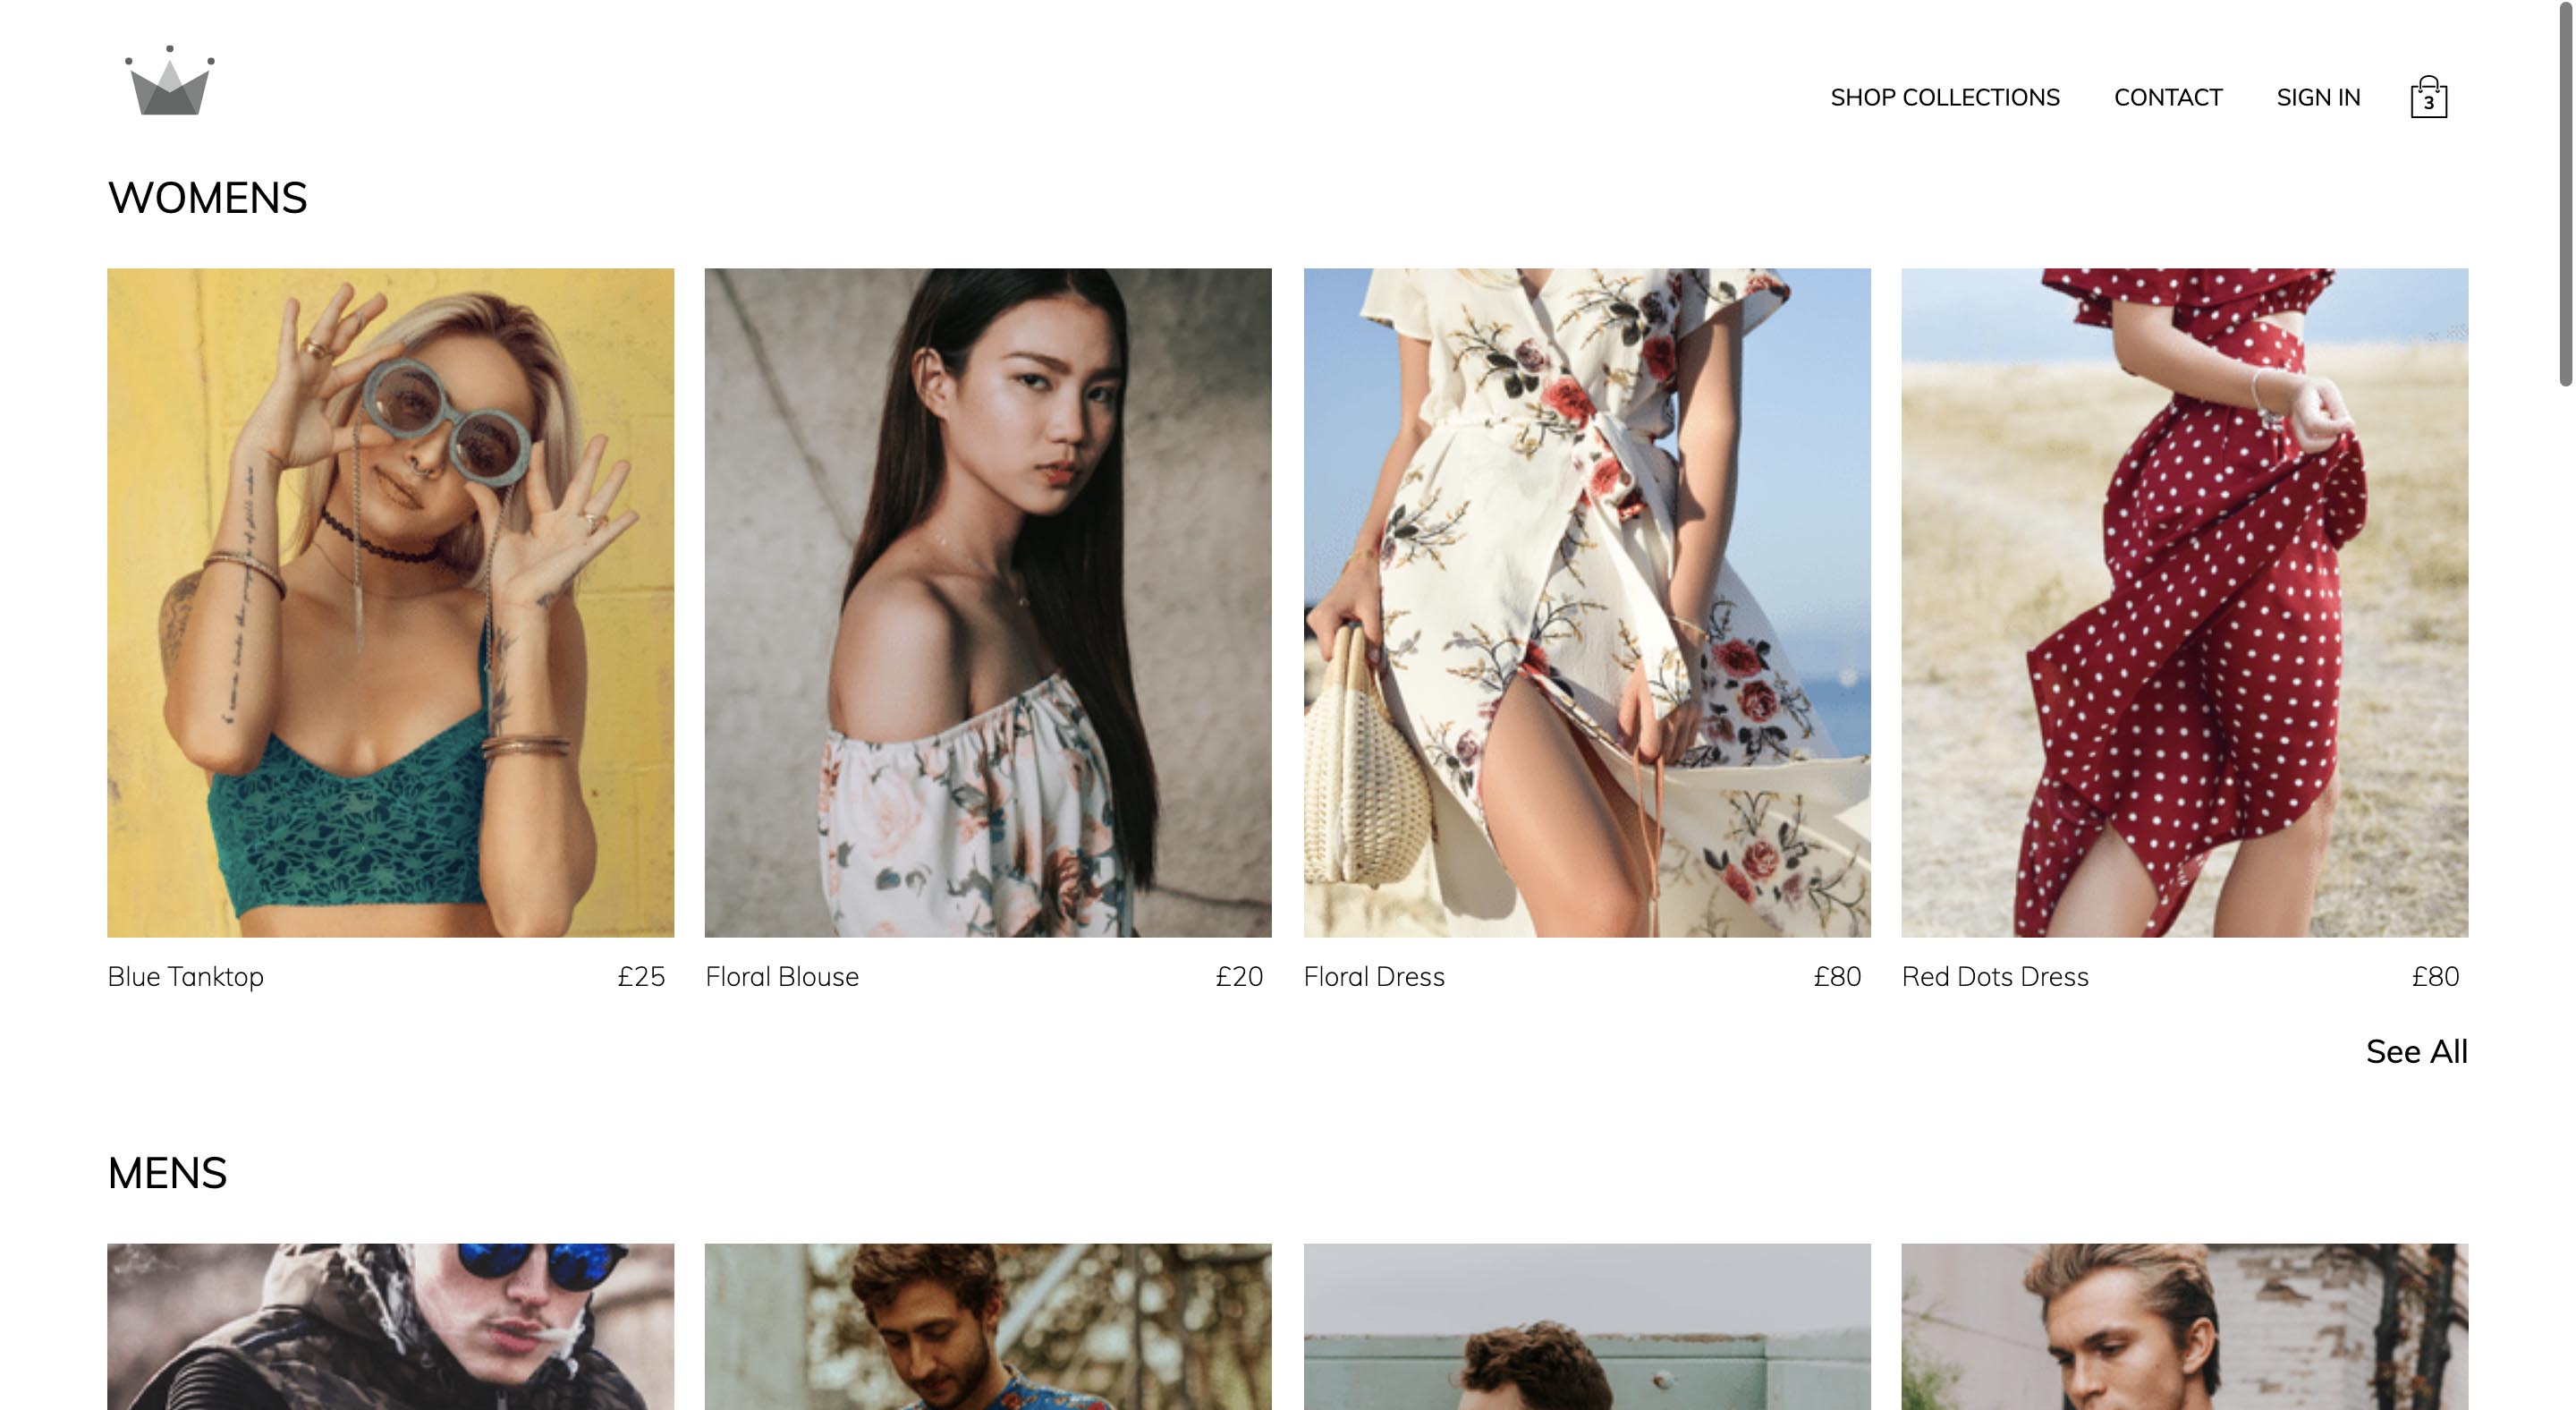 SHOP COLLECTIONS CONTACT SIGN IN 3
WOMENS
Blue Tanktop £25 Floral Blouse £20 Floral Dress £80 Red Dots Dress £80
See All
MENS